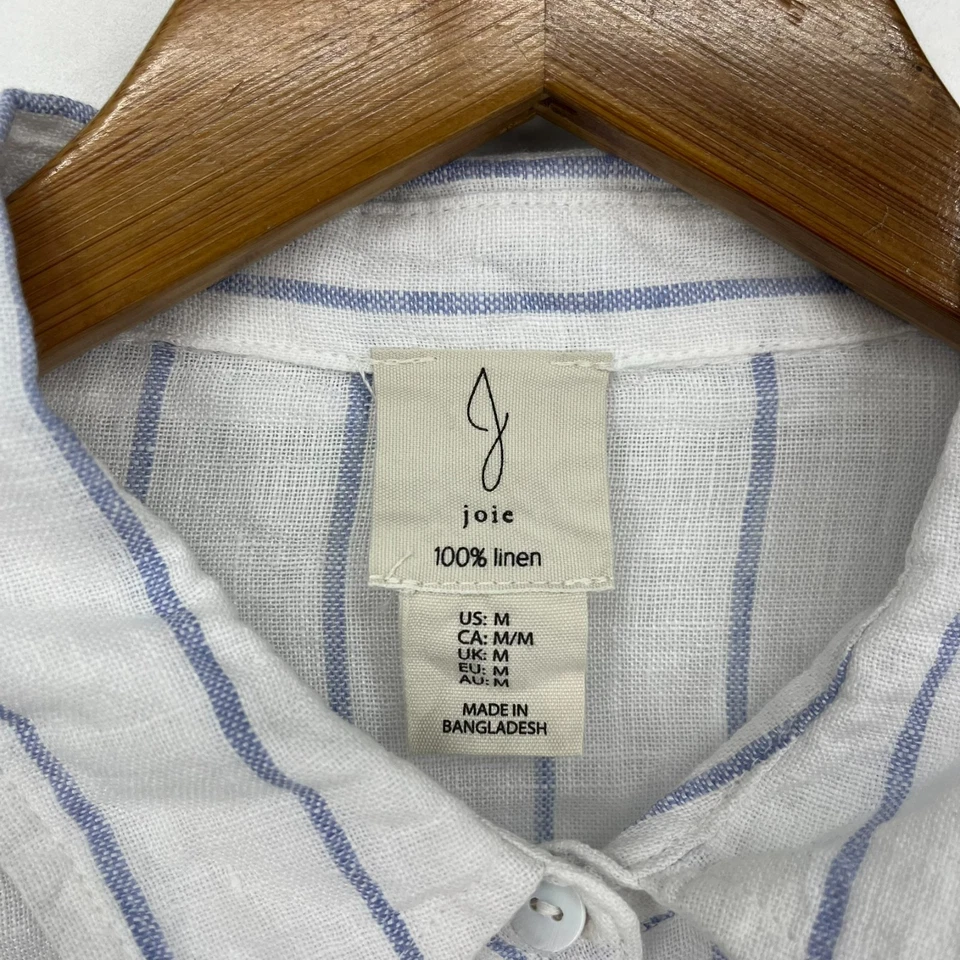 joie
100% linen
US: M
CA: M/M
UK: M
EU: M
AU: M
MADE IN
BANGLADESH